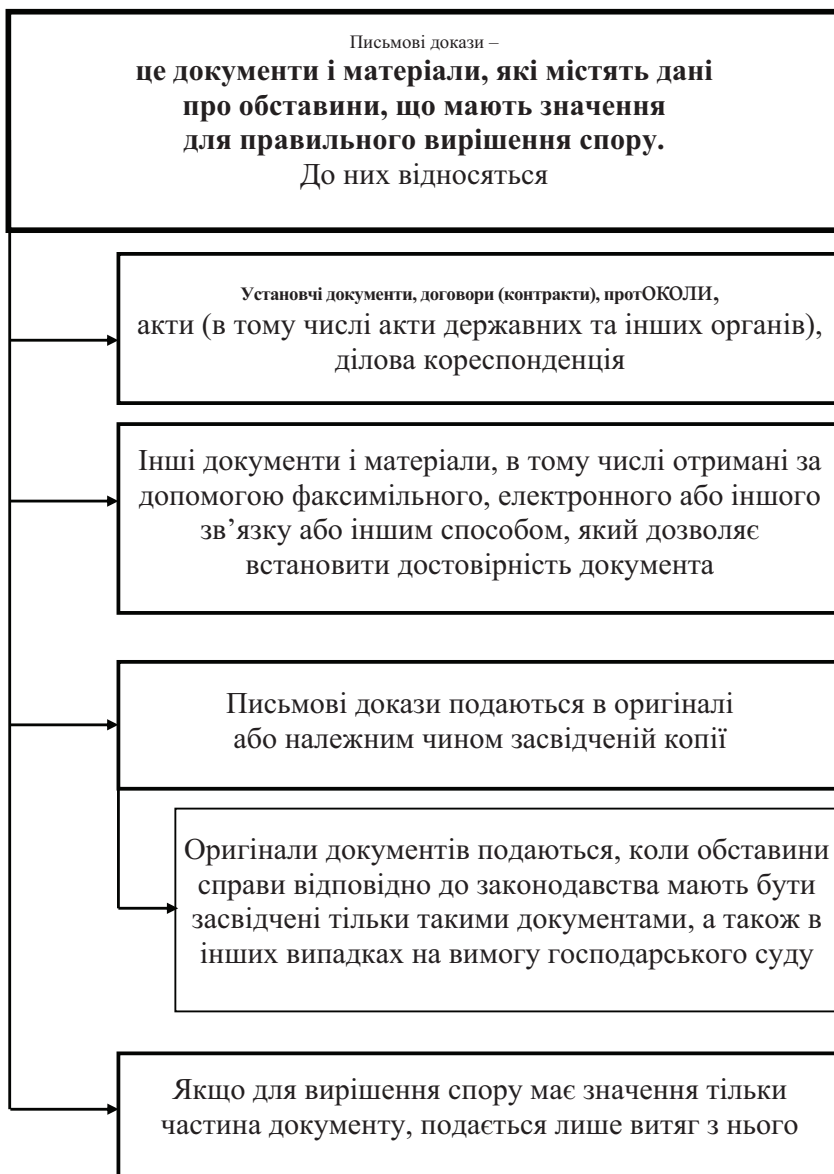 Письмові докази –
це документи і матеріали, які містять дані
про обставини, що мають значення
для правильного вирішення спору.
До них відносяться
Установчі документи, договори (контракти), протОКОЛИ,
акти (в тому числі акти державних та інших органів),
ділова кореспонденція
Інші документи і матеріали, в тому числі отримані за
допомогою факсимільного, електронного або іншого
зв’язку або іншим способом, який дозволяє
встановити достовірність документа
Письмові докази подаються в оригіналі
або належним чином засвідченій копії
Оригінали документів подаються, коли обставини
справи відповідно до законодавства мають бути
засвідчені тільки такими документами, а також в
інших випадках на вимогу господарського суду
Якщо для вирішення спору має значення тільки
частина документу, подається лише витяг з нього